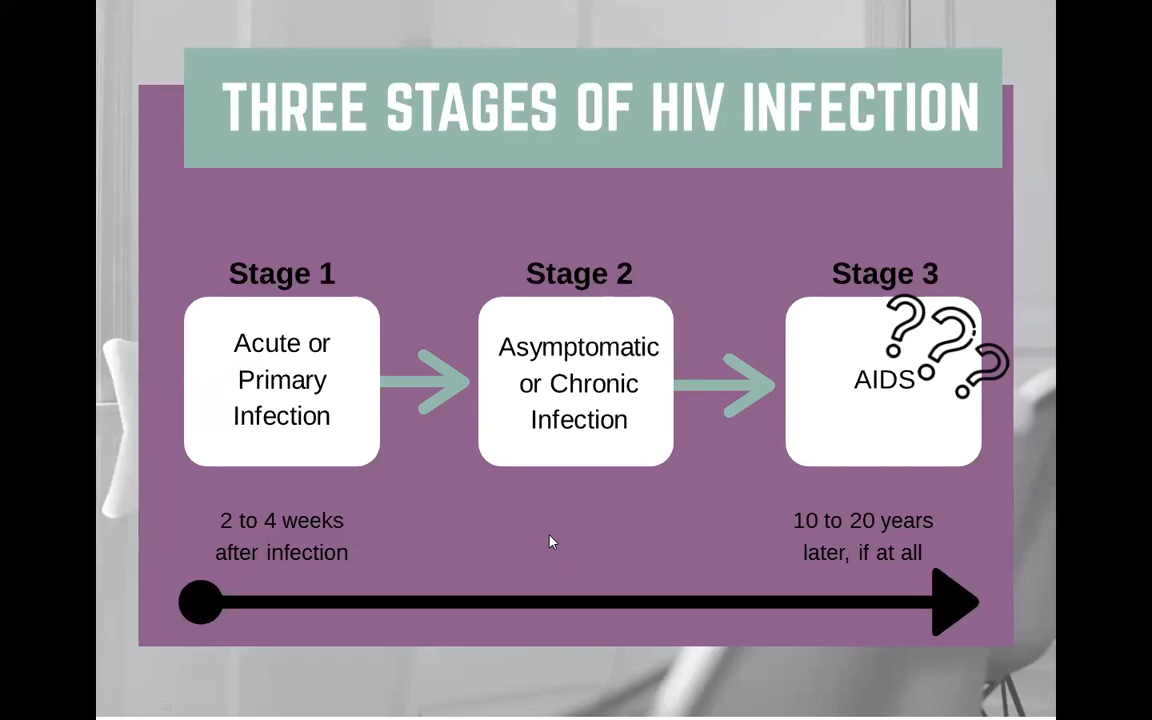 THREE STAGES OF HIV INFECTION
Stage 1
Acute or
Primary
Infection
Stage 2
Asymptomatic
or Chronic
Infection
Stage 3
AIDS
???
2 to 4 weeks
after infection
10 to 20 years
later, if at all